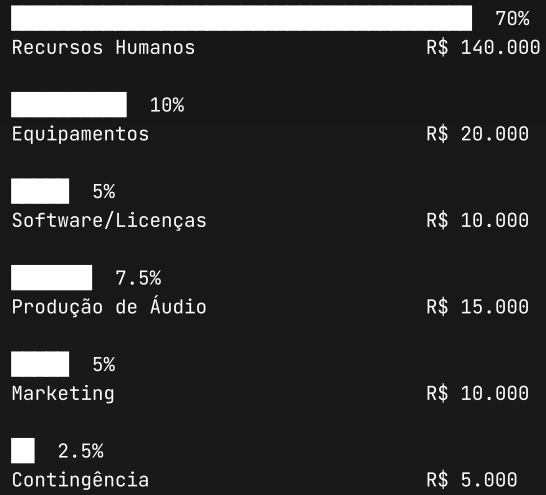 70%
Recursos Humanos R$ 140.000
10%
Equipamentos R$ 20.000
5%
Software/Licenças R$ 10.000
7.5%
Produção de Áudio R$ 15.000
5%
Marketing R$ 10.000
2.5%
Contingência R$ 5.000